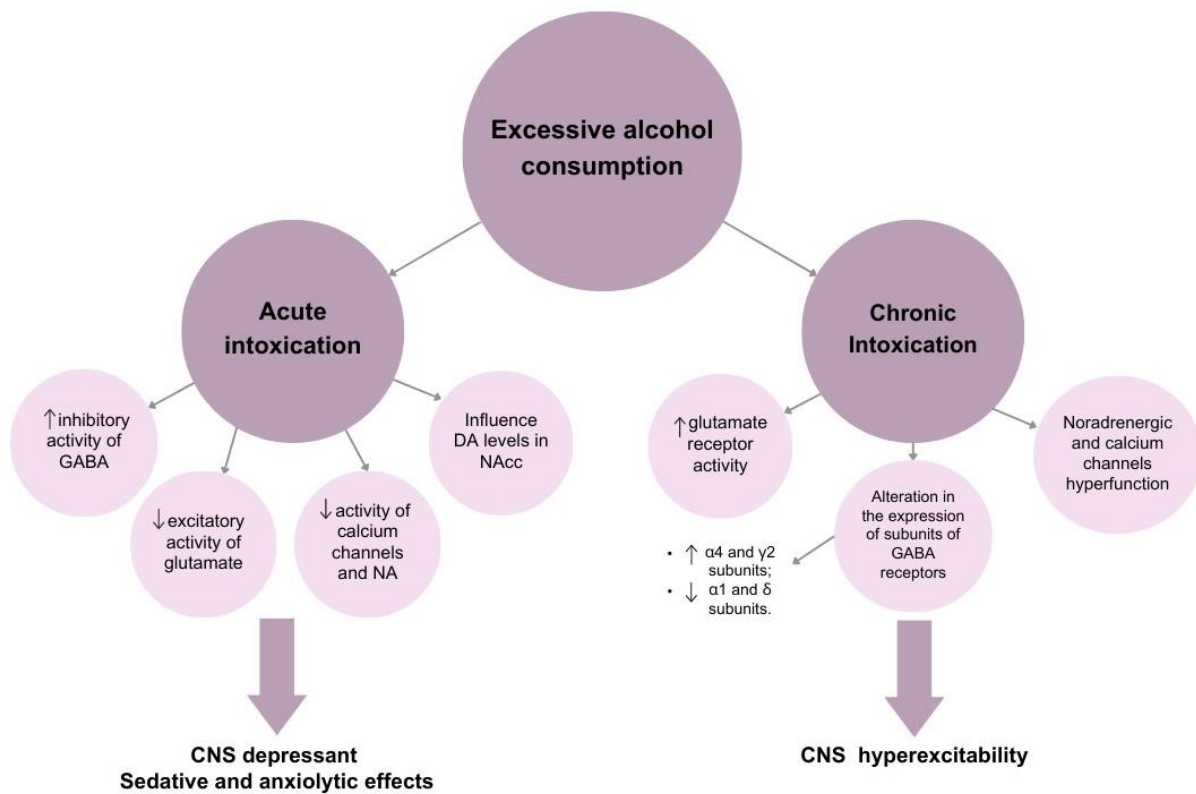 Excessive alcohol
consumption
Acute
intoxication
↑inhibitory
activity of
GABA
↓excitatory
activity of
glutamate
↓activity of
calcium
channels
and NA
Influence
DA levels in
NAcc
CNS depressant
Sedative and anxiolytic effects
Chronic
Intoxication
↑glutamate
receptor
activity
Alteration in
the expression
of subunits of
GABA
receptors
• ↑ α4 and γ2
subunits;
• ↓ α1 and δ
subunits.
Noradrenergic
and calcium
channels
hyperfunction
CNS hyperexcitability